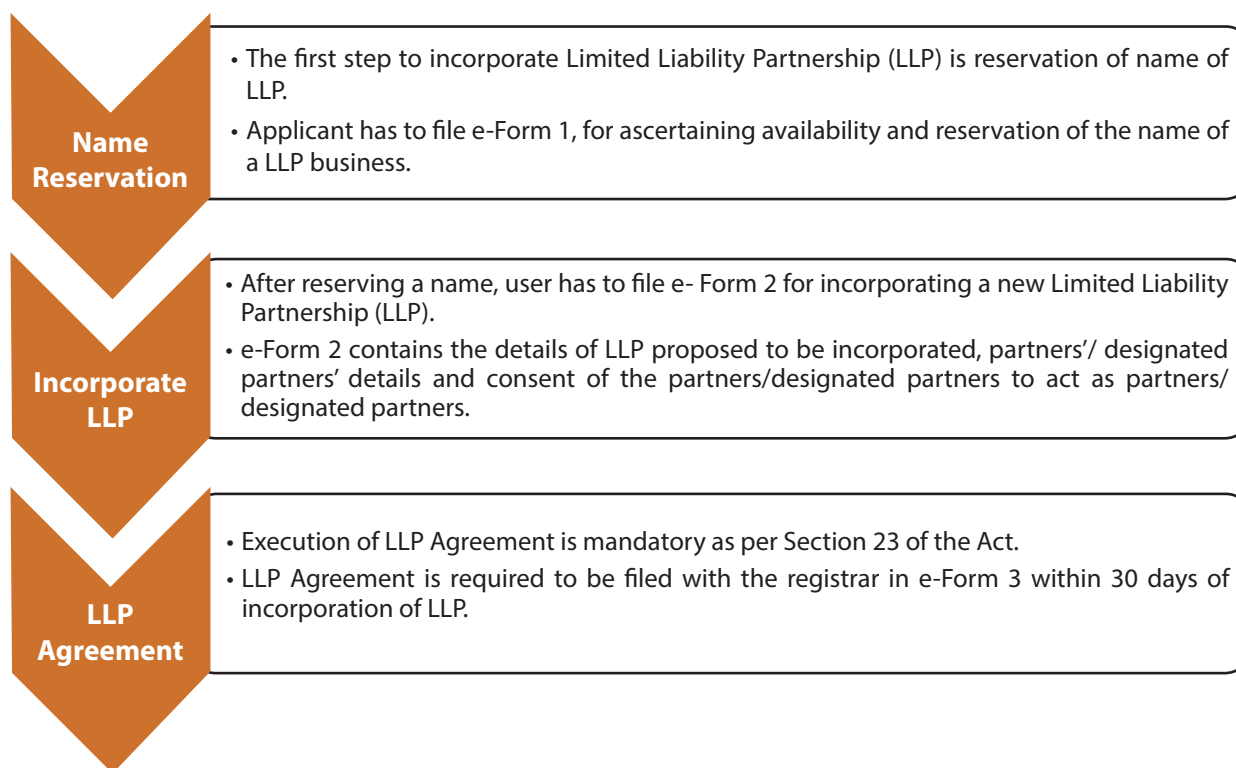 Name
Reservation
• The first step to incorporate Limited Liability Partnership (LLP) is reservation of name of
LLP.
• Applicant has to file e-Form 1, for ascertaining availability and reservation of the name of
a LLP business.
Incorporate
LLP
• After reserving a name, user has to file e- Form 2 for incorporating a new Limited Liability
Partnership (LLP).
• e-Form 2 contains the details of LLP proposed to be incorporated, partners’/ designated
partners’ details and consent of the partners/designated partners to act as partners/
designated partners.
LLP
Agreement
• Execution of LLP Agreement is mandatory as per Section 23 of the Act.
• LLP Agreement is required to be filed with the registrar in e-Form 3 within 30 days of
incorporation of LLP.